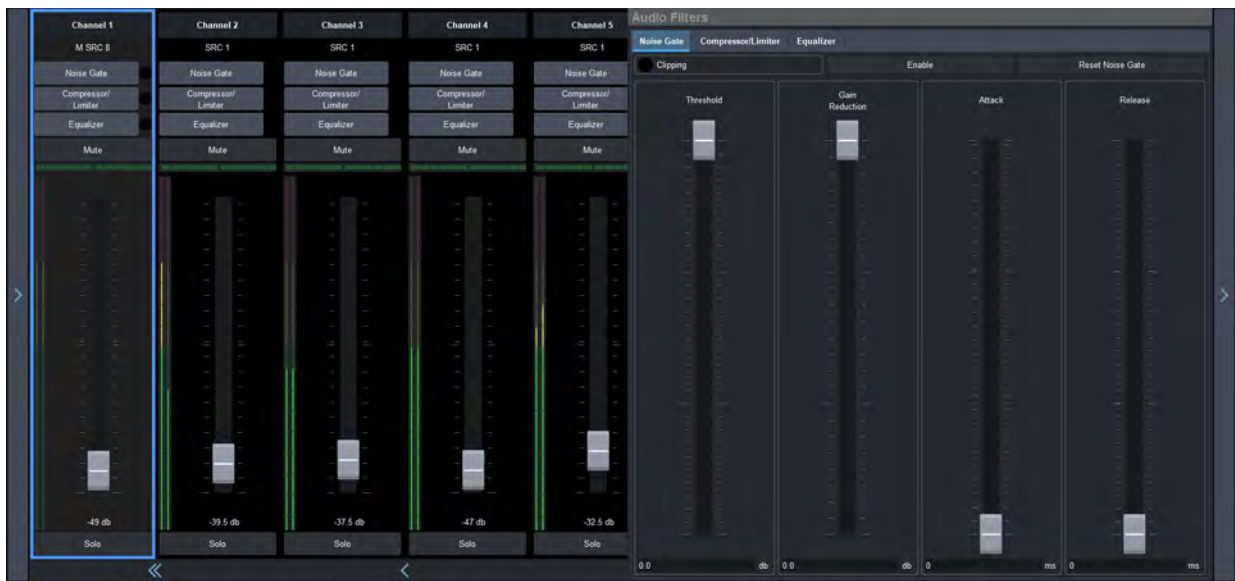 Channel 1
M SRC 8
Noise Gate
Compressor/
Limiter
Equalizer
Mute
-49 db
Solo
Channel 2
SRC 1
Noise Gate
Compressor/
Limiter
Equalizer
Mute
-39.5 db
Solo
Channel 3
SRC 1
Noise Gate
Compressor/
Limiter
Equalizer
Mute
-37.5 db
Solo
Channel 4
SRC 1
Noise Gate
Compressor/
Limiter
Equalizer
Mute
-47 db
Solo
Channel 5
SRC 1
Noise Gate
Compressor/
Limiter
Equalizer
Mute
-32.5 db
Solo
Audio Filters
Noise Gate Compressor/Limiter Equalizer
Clipping Enable Reset Noise Gate
Threshold
0.0 db
Gain
Reduction
0.0 db
Attack
0 ms
Release
0 ms